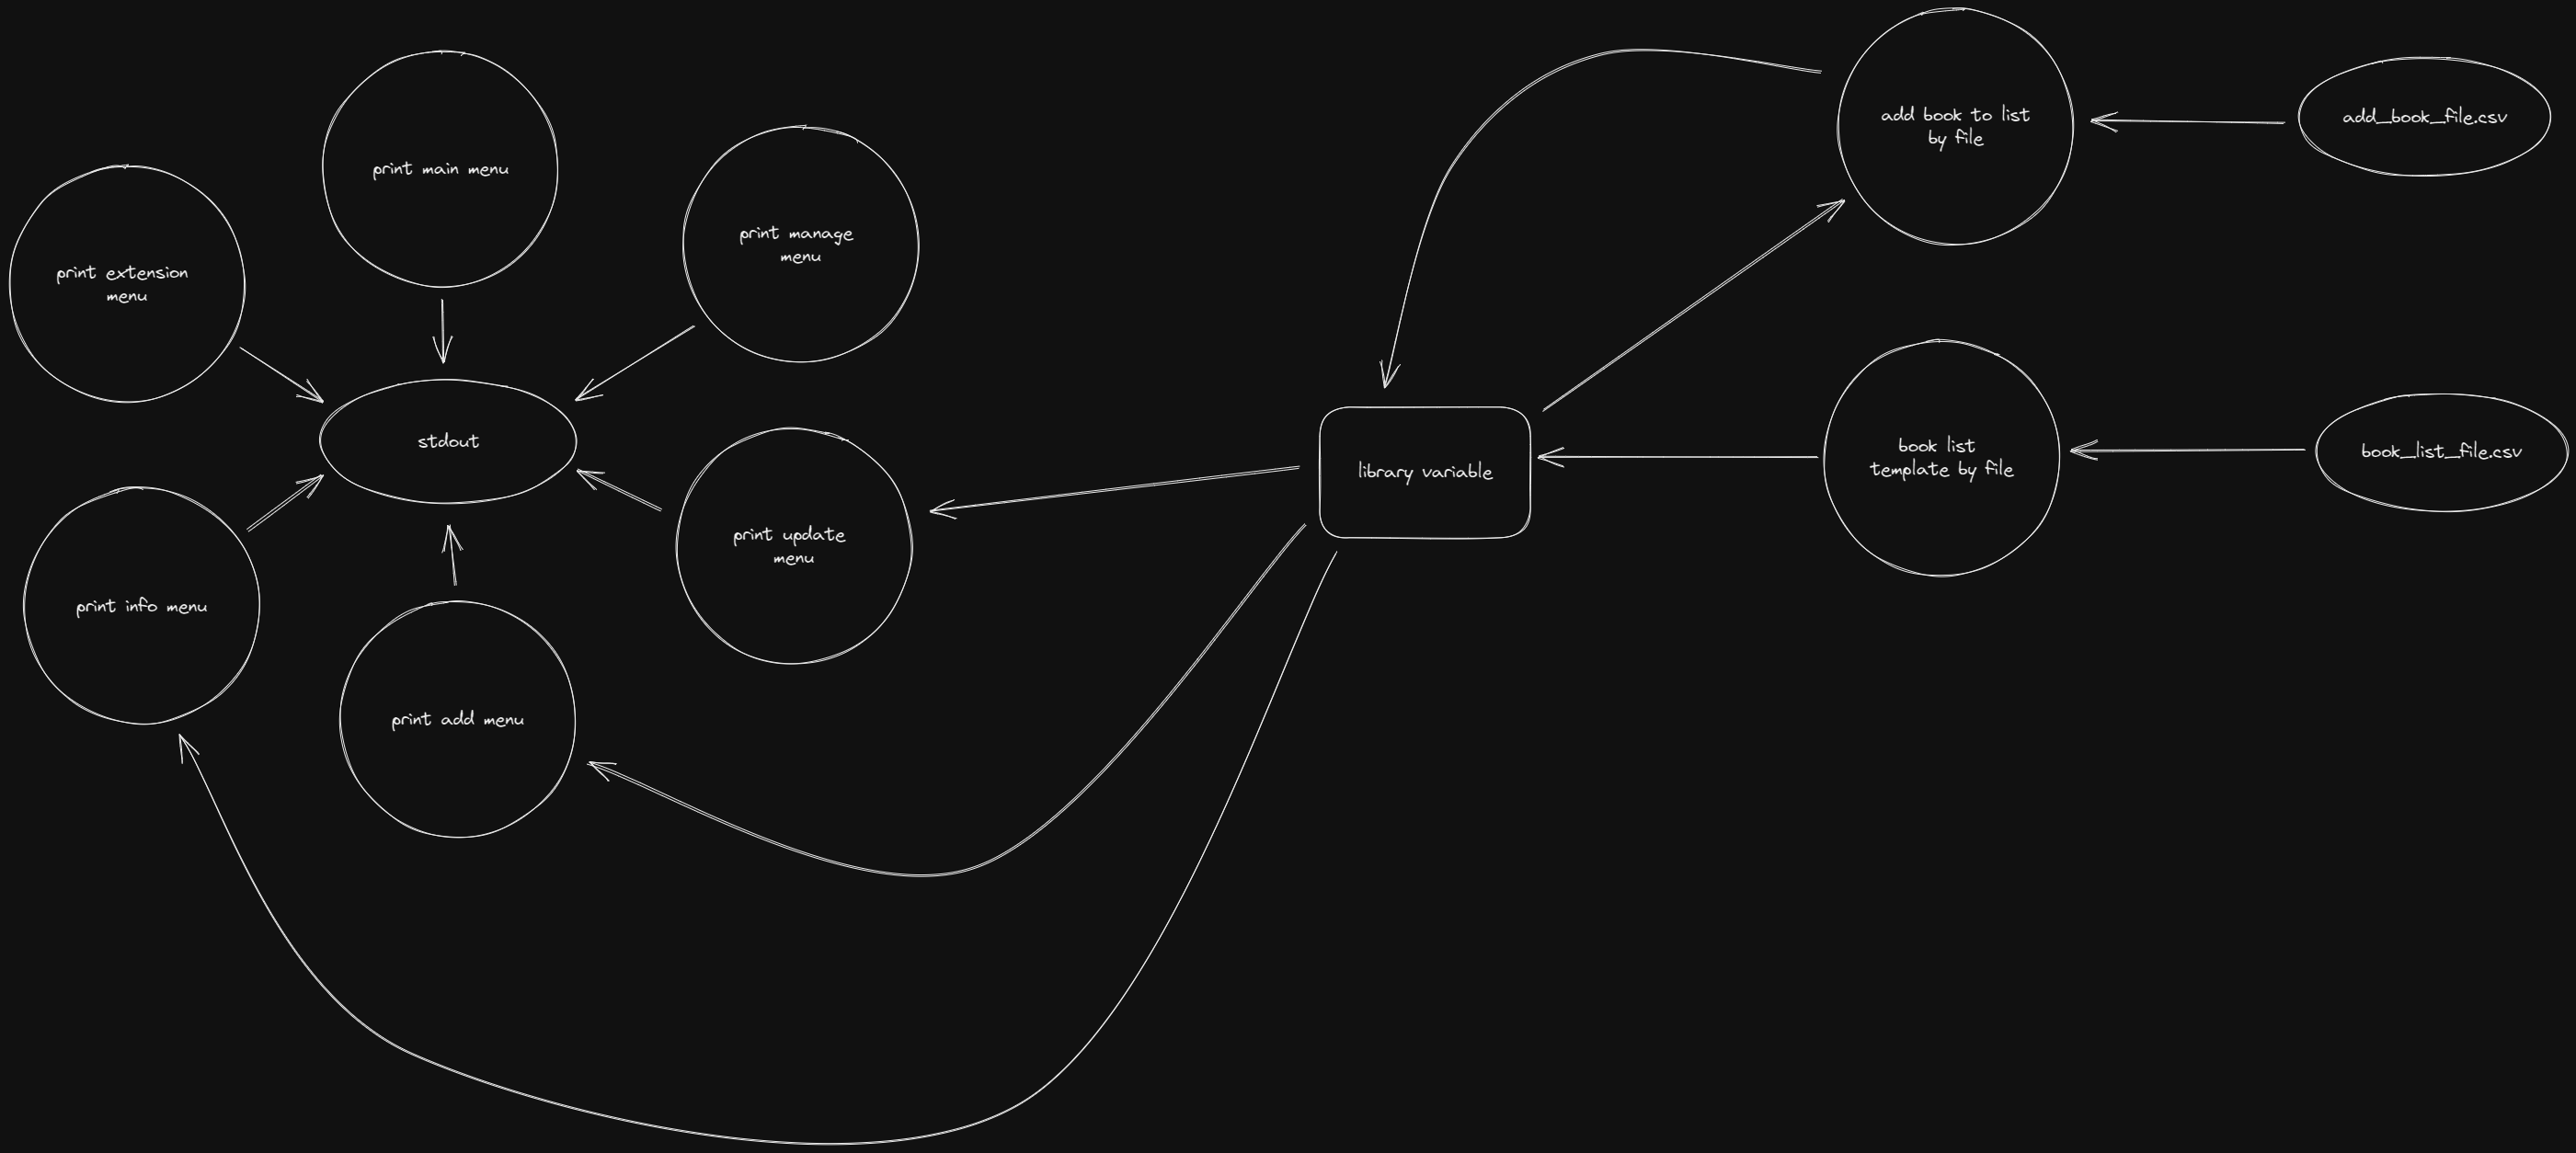 add book to list
by file
add_book_file.csv
print main menu
print manage
menu
print extension
menu
stdout
library variable
book list
template by file
book_list_file.csv
print update
menu
print info menu
print add menu